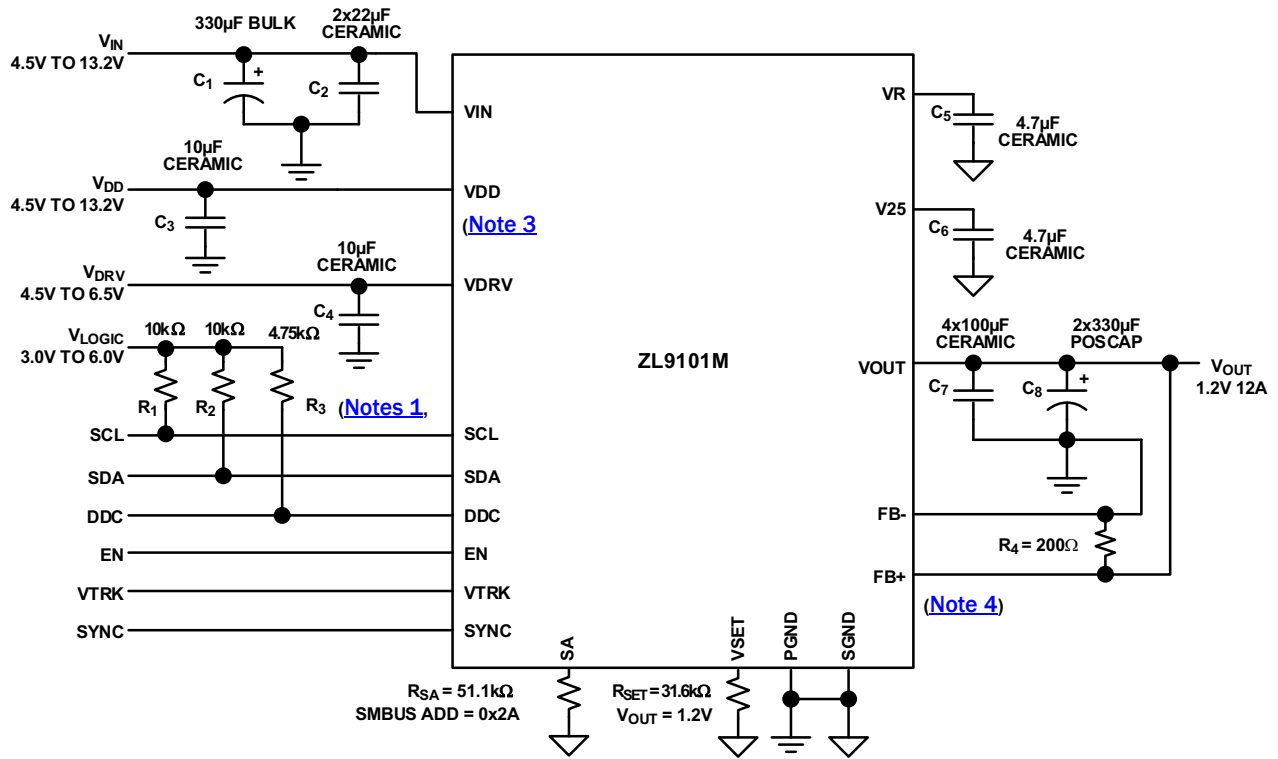 330µF BULK
2x22µF
CERAMIC
VIN
4.5V TO 13.2V
C1
+
C2
VIN
10µF
CERAMIC
VDD
4.5V TO 13.2V
C3
VDD
(Note 3
10µF
CERAMIC
VDRV
4.5V TO 6.5V
C4
VDRV
VLOGIC
3.0V TO 6.0V
10kΩ
10kΩ
4.75kΩ
R1
R2
R3
(Notes 1,
SCL
SCL
SDA
SDA
DDC
DDC
EN
EN
VTRK
VTRK
SYNC
SYNC
ZL9101M
VR
C5
4.7µF
CERAMIC
V25
C6
4.7µF
CERAMIC
4x100µF
CERAMIC
2x330µF
POSCAP
VOUT
C7
C8
+
VOUT
1.2V 12A
FB-
R4 = 200Ω
FB+
(Note 4)
SA
VSET
PGND
SGND
RSA = 51.1kΩ
SMBUS ADD = 0x2A
RSET=31.6kΩ
VOUT = 1.2V